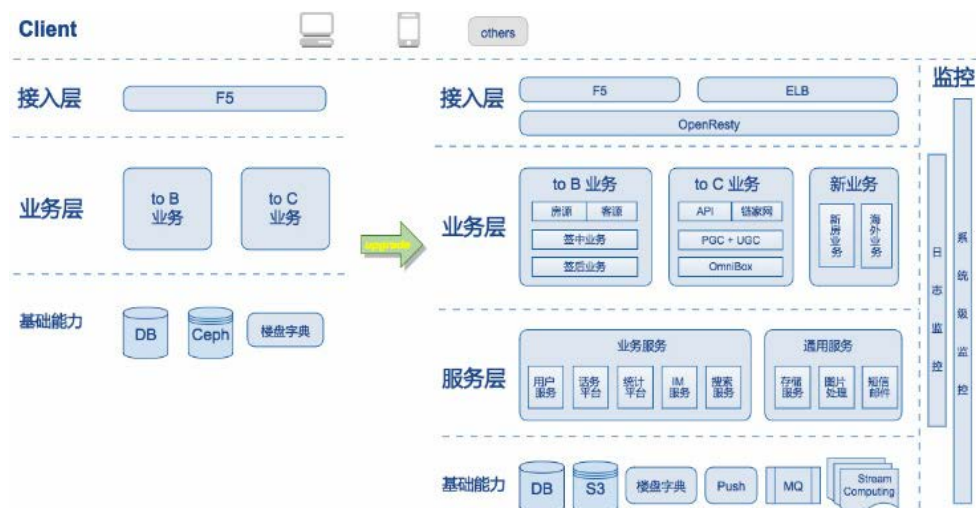 Client
others
接入层
F5
业务层
to B
业务
to C
业务
基础能力
DB
Ceph
楼盘字典
upgrade
接入层
F5
ELB
OpenResty
业务层
to B 业务
房源
客源
签中业务
签后业务
to C 业务
API
链家网
PGC + UGC
OmniBox
新业务
新房业务
海外业务
服务层
业务服务
用户
服务
活务
平台
统计
平台
IM
服务
搜索
服务
通用服务
存储
服务
图片
处理
短信
邮件
基础能力
DB
S3
楼盘字典
Push
MQ
Stream
Computing
监控
日志监控
系统级监控